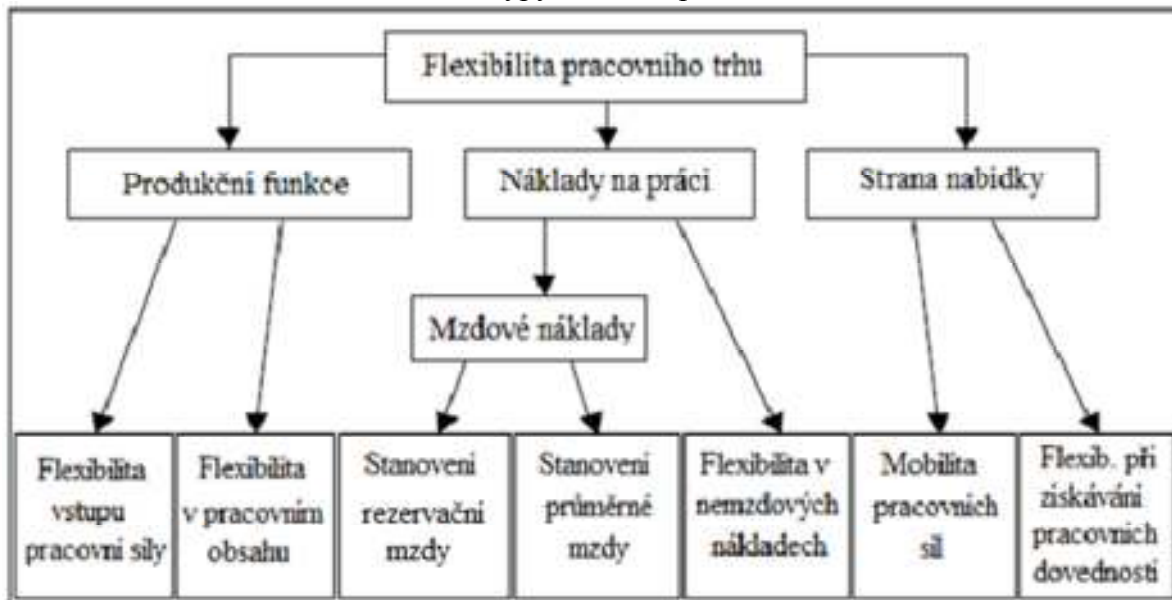 Flexibilita pracovního trhu
Produkční funkce
Náklady na práci
Strana nabídky
Mzdové náklady
Flexibilita
vstupu
pracovní síly
Flexibilita
v pracovním
obsahu
Stanovení
rezervační
mzdy
Stanovení
průměrné
mzdy
Flexibilita v
nemzdových
nákladech
Mobilita
pracovních
sil
Flexib. při
získávání
pracovních
dovedností